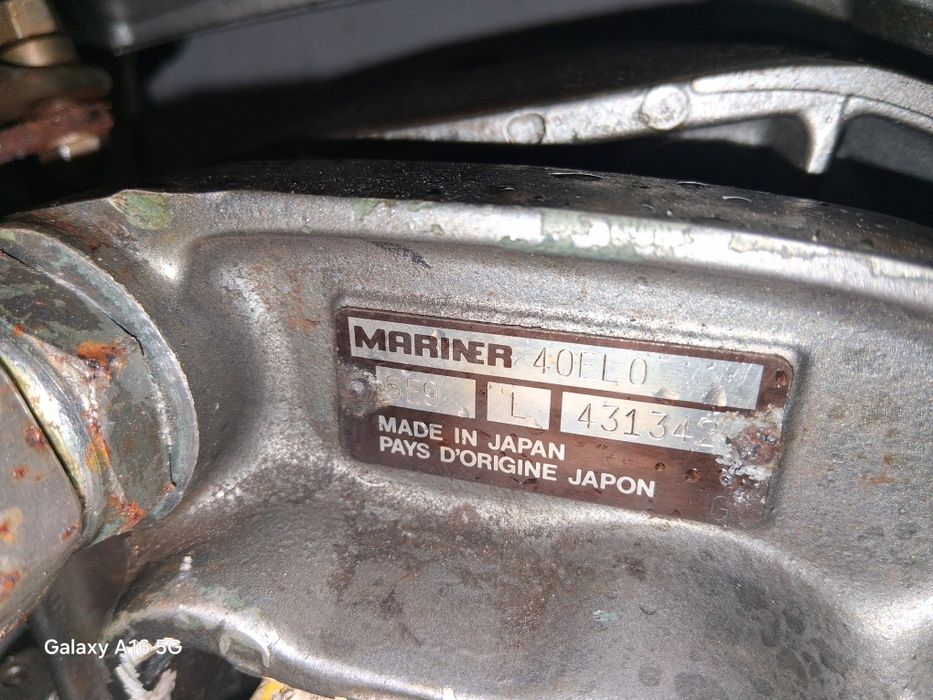 MARINER 40ELO
6E9 L 431342
MADE IN JAPAN
PAYS D'ORIGINE JAPON
G
Galaxy A16 5G